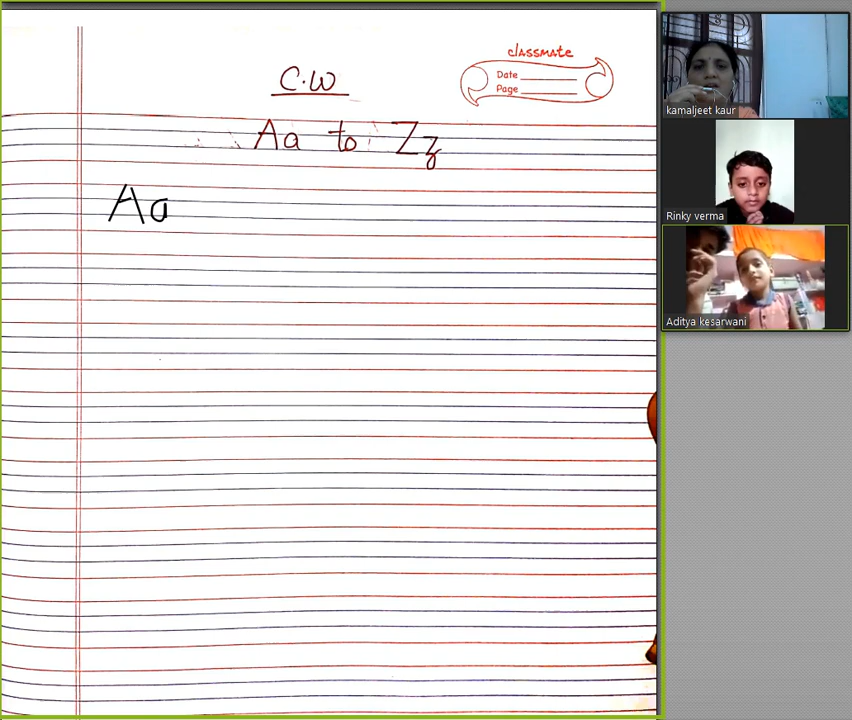 C.W
classmate
Date
Page
Aa to Zz
Aa
kamaljeet kaur
Rinky verma
Aditya kesarwani